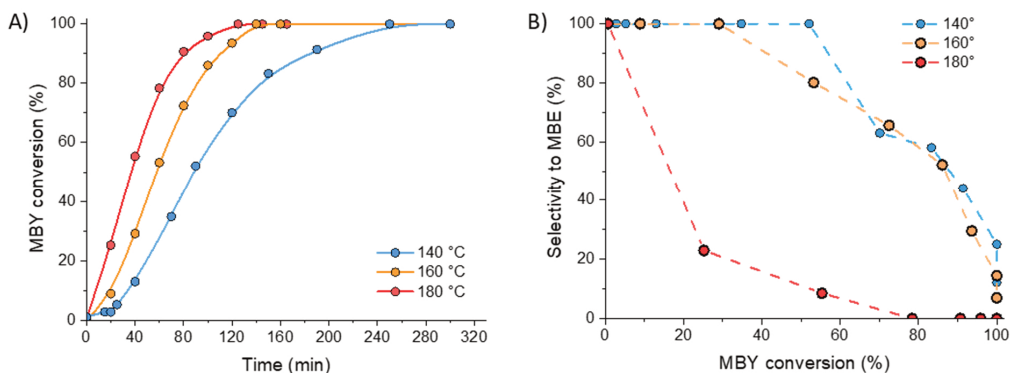 A)
MBY conversion (%)
100
80
60
40
20
0
0 40 80 120 160 200 240 280 320
Time (min)
140 °C
160 °C
180 °C
B)
Selectivity to MBE (%)
100
80
60
40
20
0
0 20 40 60 80 100
MBY conversion (%)
140°
160°
180°